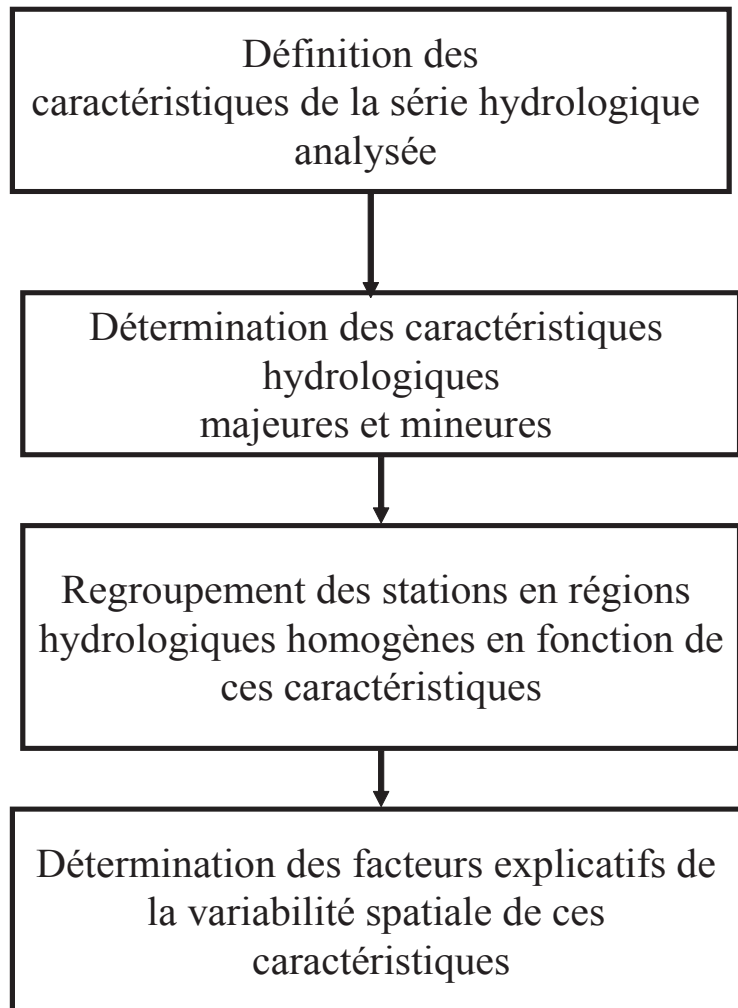 Définition des
caractéristiques de la série hydrologique
analysée
Détermination des caractéristiques
hydrologiques
majeures et mineures
Regroupement des stations en régions
hydrologiques homogènes en fonction de
ces caractéristiques
Détermination des facteurs explicatifs de
la variabilité spatiale de ces
caractéristiques